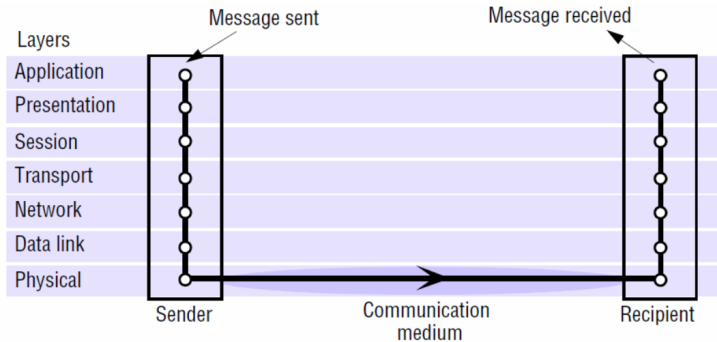 Message sent
Message received
Layers
Application
Presentation
Session
Transport
Network
Data link
Physical
Sender
Communication
medium
Recipient